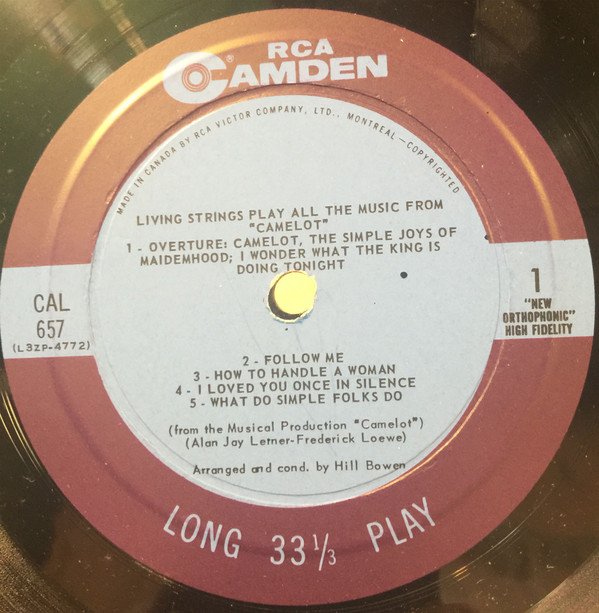 RCA
CAMDEN
MADE IN CANADA BY RCA VICTOR COMPANY, LTD., MONTREAL—COPYRIGHTED
LIVING STRINGS PLAY ALL THE MUSIC FROM
"CAMELOT"
1 - OVERTURE: CAMELOT, THE SIMPLE JOYS OF
MAIDEMHOOD; I WONDER WHAT THE KING IS
DOING TONIGHT
CAL
657
(L3ZP-4772)
1
"NEW
ORTHOPHONIC"
HIGH FIDELITY
2 - FOLLOW ME
3 - HOW TO HANDLE A WOMAN
4 - I LOVED YOU ONCE IN SILENCE
5 - WHAT DO SIMPLE FOLKS DO
(from the Musical Production "Camelot")
(Alan Jay Letner-Frederick Loewe)
Arranged and cond. by Hill Bowen
LONG 33 1/3 PLAY